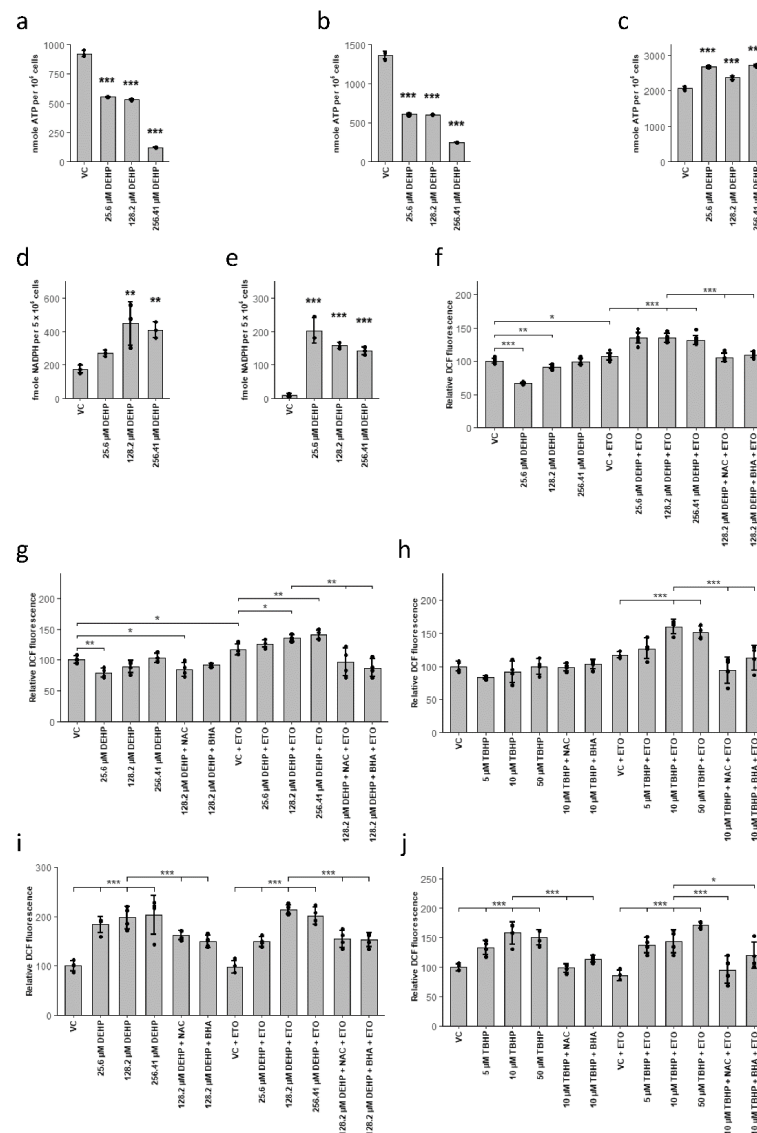 a
nmole ATP per 10⁶ cells
1000
750
500
250
0
***
***
***
VC
25.6 µM DEHP
128.2 µM DEHP
256.41 µM DEHP
b
nmole ATP per 10⁶ cells
1500
1000
500
0
***
***
***
VC
25.6 µM DEHP
128.2 µM DEHP
256.41 µM DEHP
c
nmole ATP per 10⁶ cells
3000
2000
1000
0
***
***
**
VC
25.6 µM DEHP
128.2 µM DEHP
256.41 µM DEHP
d
fmole NADPH per 5 x 10⁴ cells
600
400
200
0
**
**
VC
25.6 µM DEHP
128.2 µM DEHP
256.41 µM DEHP
e
fmole NADPH per 5 x 10⁴ cells
300
200
100
0
***
***
***
VC
25.6 µM DEHP
128.2 µM DEHP
256.41 µM DEHP
f
Relative DCF fluorescence
200
150
100
50
0
***
**
*
***
***
VC
25.6 µM DEHP
128.2 µM DEHP
256.41 µM DEHP
VC + ETO
25.6 µM DEHP + ETO
128.2 µM DEHP + ETO
256.41 µM DEHP + ETO
128.2 µM DEHP + NAC + ETO
128.2 µM DEHP + BHA + ETO
g
Relative DCF fluorescence
200
150
100
50
0
**
*
*
*
**
**
VC
25.6 µM DEHP
128.2 µM DEHP
256.41 µM DEHP
128.2 µM DEHP + NAC
128.2 µM DEHP + BHA
VC + ETO
25.6 µM DEHP + ETO
128.2 µM DEHP + ETO
256.41 µM DEHP + ETO
128.2 µM DEHP + NAC + ETO
128.2 µM DEHP + BHA + ETO
h
Relative DCF fluorescence
200
150
100
50
0
***
***
VC
5 µM TBHP
10 µM TBHP
50 µM TBHP
10 µM TBHP + NAC
10 µM TBHP + BHA
VC + ETO
5 µM TBHP + ETO
10 µM TBHP + ETO
50 µM TBHP + ETO
10 µM TBHP + NAC + ETO
10 µM TBHP + BHA + ETO
i
Relative DCF fluorescence
300
200
100
0
***
***
***
***
VC
25.6 µM DEHP
128.2 µM DEHP
256.41 µM DEHP
128.2 µM DEHP + NAC
128.2 µM DEHP + BHA
VC + ETO
25.6 µM DEHP + ETO
128.2 µM DEHP + ETO
256.41 µM DEHP + ETO
128.2 µM DEHP + NAC + ETO
128.2 µM DEHP + BHA + ETO
j
Relative DCF fluorescence
250
200
150
100
50
0
***
***
***
***
*
VC
5 µM TBHP
10 µM TBHP
50 µM TBHP
10 µM TBHP + NAC
10 µM TBHP + BHA
VC + ETO
5 µM TBHP + ETO
10 µM TBHP + ETO
50 µM TBHP + ETO
10 µM TBHP + NAC + ETO
10 µM TBHP + BHA + ETO